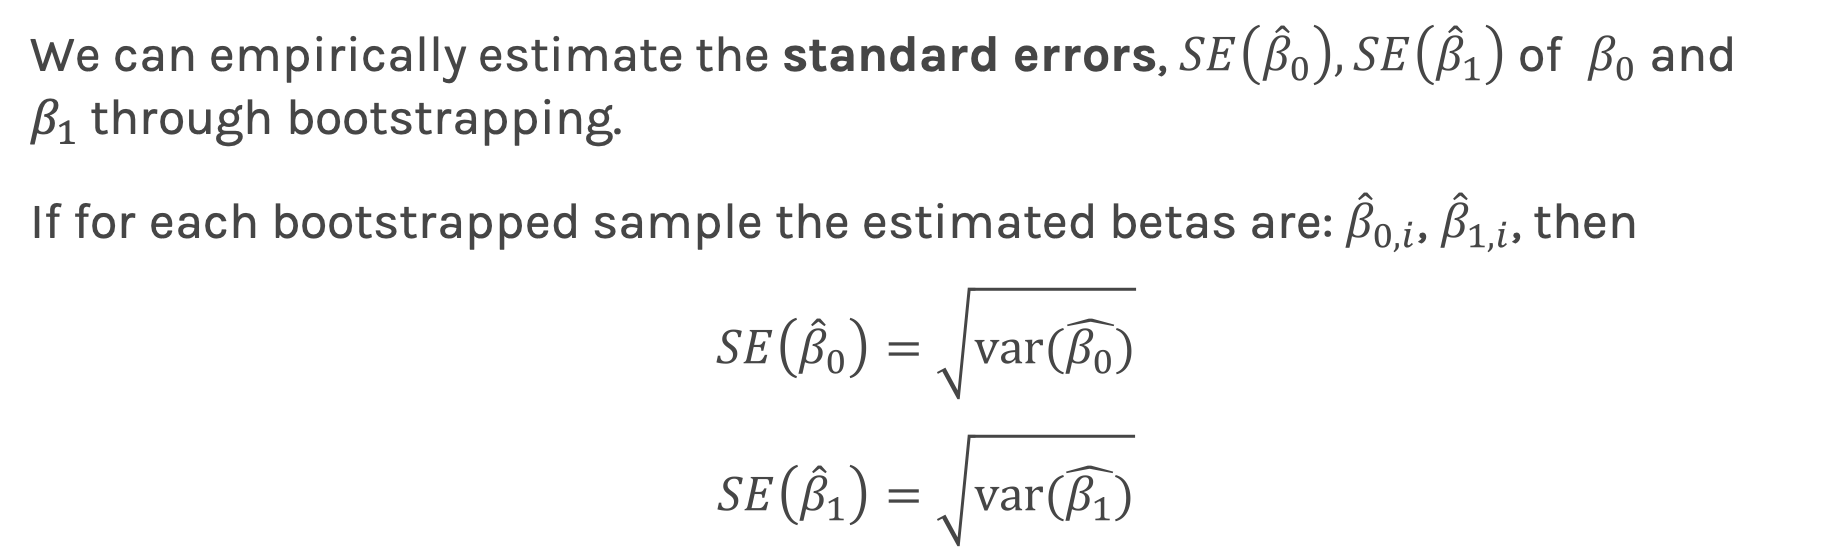 We can empirically estimate the standard errors, SE(β̂₀), SE(β̂₁) of β₀ and
β₁ through bootstrapping.
If for each bootstrapped sample the estimated betas are: β̂₀,ᵢ, β̂₁,ᵢ, then
SE(β̂₀) = √var(β̂₀)
SE(β̂₁) = √var(β̂₁)